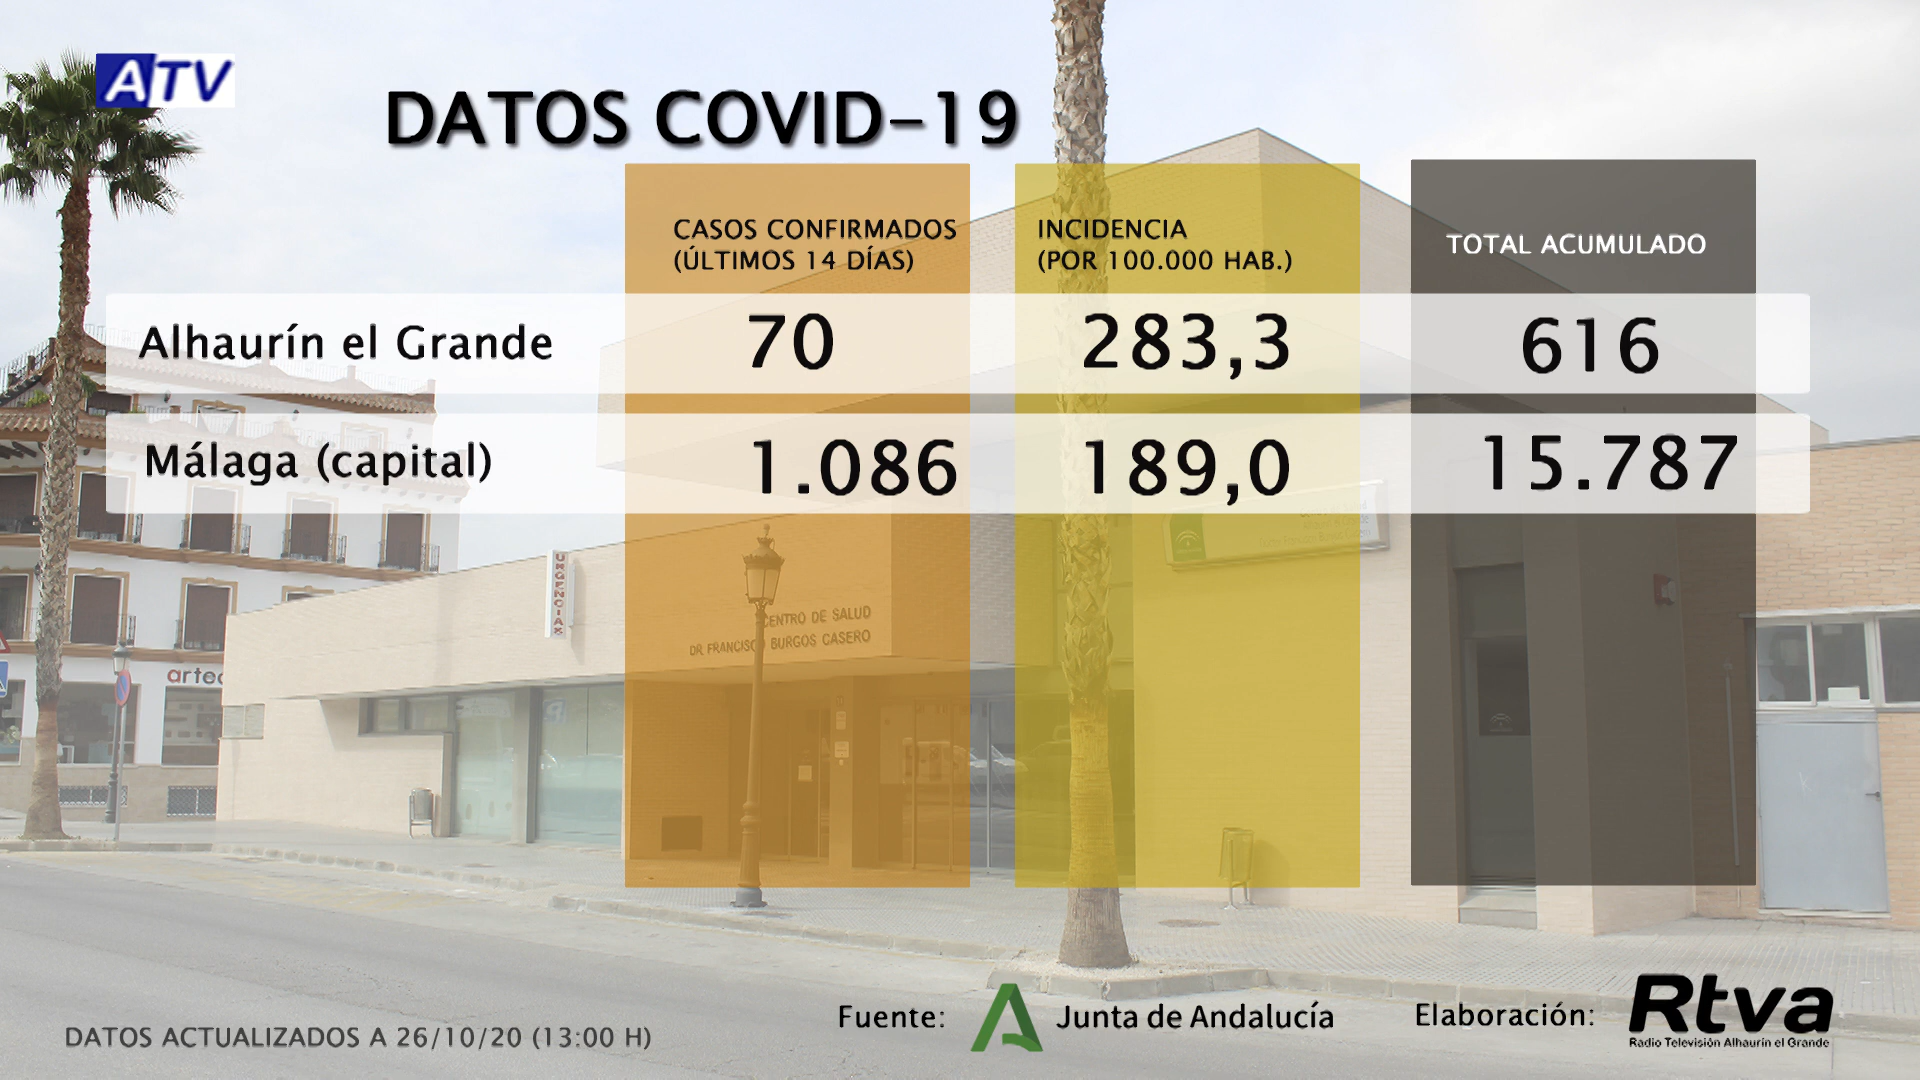 ATV
DATOS COVID-19
CASOS CONFIRMADOS
(ÚLTIMOS 14 DÍAS)
INCIDENCIA
(POR 100.000 HAB.)
TOTAL ACUMULADO
Alhaurín el Grande 70 283,3 616
Málaga (capital) 1.086 189,0 15.787
URGENCIAS
CENTRO DE SALUD
DR. FRANCISCO BURGOS CASERO
artec
DATOS ACTUALIZADOS A 26/10/20 (13:00 H)
Fuente: Junta de Andalucía
Elaboración: Rtva
Radio Televisión Alhaurín el Grande